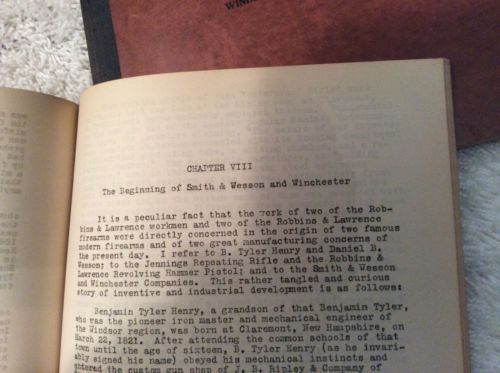 WIND
CHAPTER VIII
The Beginning of Smith & Wesson and Winchester
It is a peculiar fact that the work of two of the Rob-
bins & Lawrence workmen and two of the Robbins & Lawrence
firearms were directly concerned in the origin of two famous
modern firearms and of two great manufacturing concerns of
the present day. I refer to B. Tyler Henry and Daniel B.
Wesson; to the Jennings Repeating Rifle and the Robbins &
Lawrence Revolving Hammer Pistol; and to the Smith & Wesson
and Winchester Companies. This rather tangled and curious
story of inventive and industrial development is as follows:
Benjamin Tyler Henry, a grandson of that Benjamin Tyler,
who was the pioneer iron master and mechanical engineer of
the Windsor region, was born at Claremont, New Hampshire, on
March 22, 1821. After attending the common schools of that
town until the age of sixteen, B. Tyler Henry (as he invari-
ably signed his name) obeyed his mechanical instincts and
entered the custom gun shop of J. B. Ripley & Company of